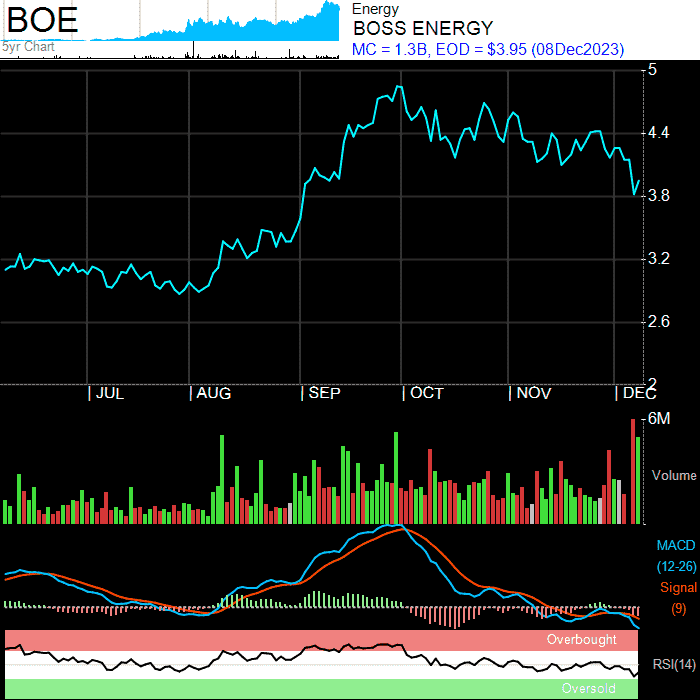 BOE
5yr Chart
Energy
BOSS ENERGY
MC = 1.3B, EOD = $3.95 (08Dec2023)
5
4.4
3.8
3.2
2.6
2
JUL AUG SEP OCT NOV DEC
6M
Volume
MACD
(12-26)
Signal
(9)
Overbought
RSI(14)
Oversold